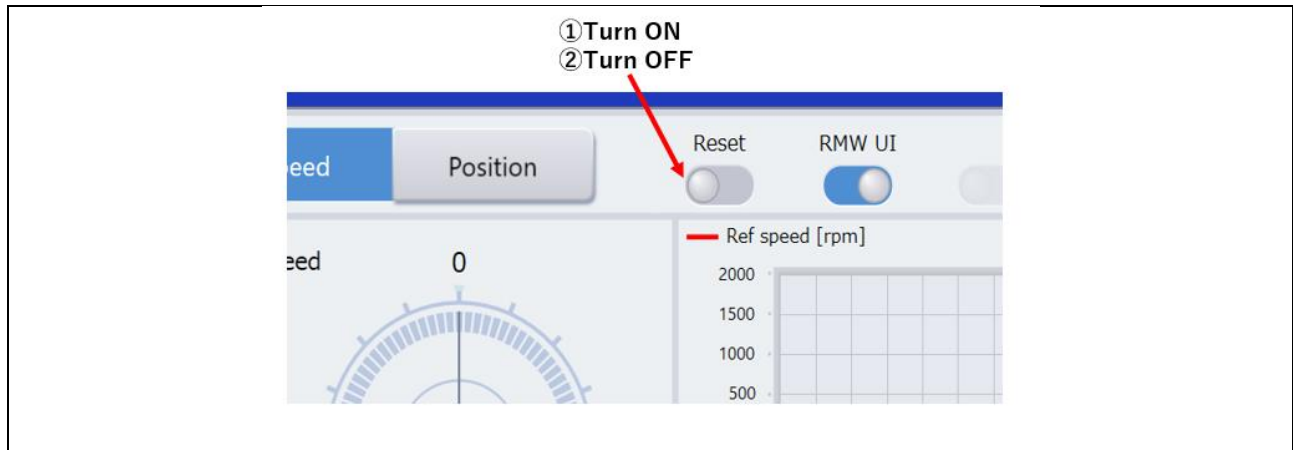 ①Turn ON
②Turn OFF
eed
Position
Reset
RMW UI
Ref speed [rpm]
eed
0
2000
1500
1000
500